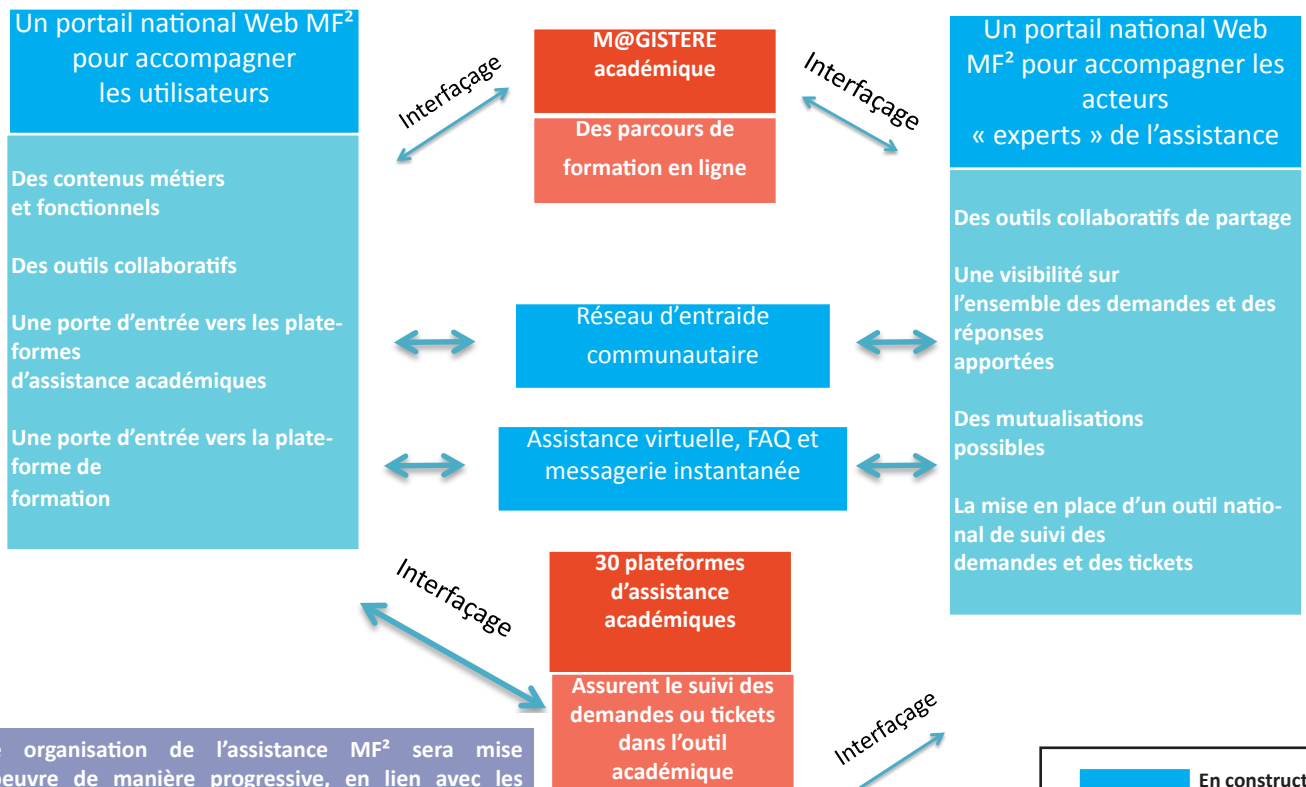 Un portail national Web MF²
pour accompagner
les utilisateurs
Des contenus métiers
et fonctionnels
Des outils collaboratifs
Une porte d'entrée vers les plate-
formes
d'assistance académiques
Une porte d'entrée vers la plate-
forme de
formation
Interfaçage
M@GISTERE
académique
Des parcours de
formation en ligne
Interfaçage
Réseau d'entraide
communautaire
Assistance virtuelle, FAQ et
messagerie instantanée
Un portail national Web
MF² pour accompagner les
acteurs
« experts » de l'assistance
Des outils collaboratifs de partage
Une visibilité sur
l'ensemble des demandes et des
réponses
apportées
Des mutualisations
possibles
La mise en place d'un outil natio-
nal de suivi des
demandes et des tickets
Interfaçage
30 plateformes
d'assistance
académiques
Assurent le suivi des
demandes ou tickets
dans l'outil
académique
Interfaçage
organisation de l'assistance MF² sera mise
de manière progressive, en lien avec les
En